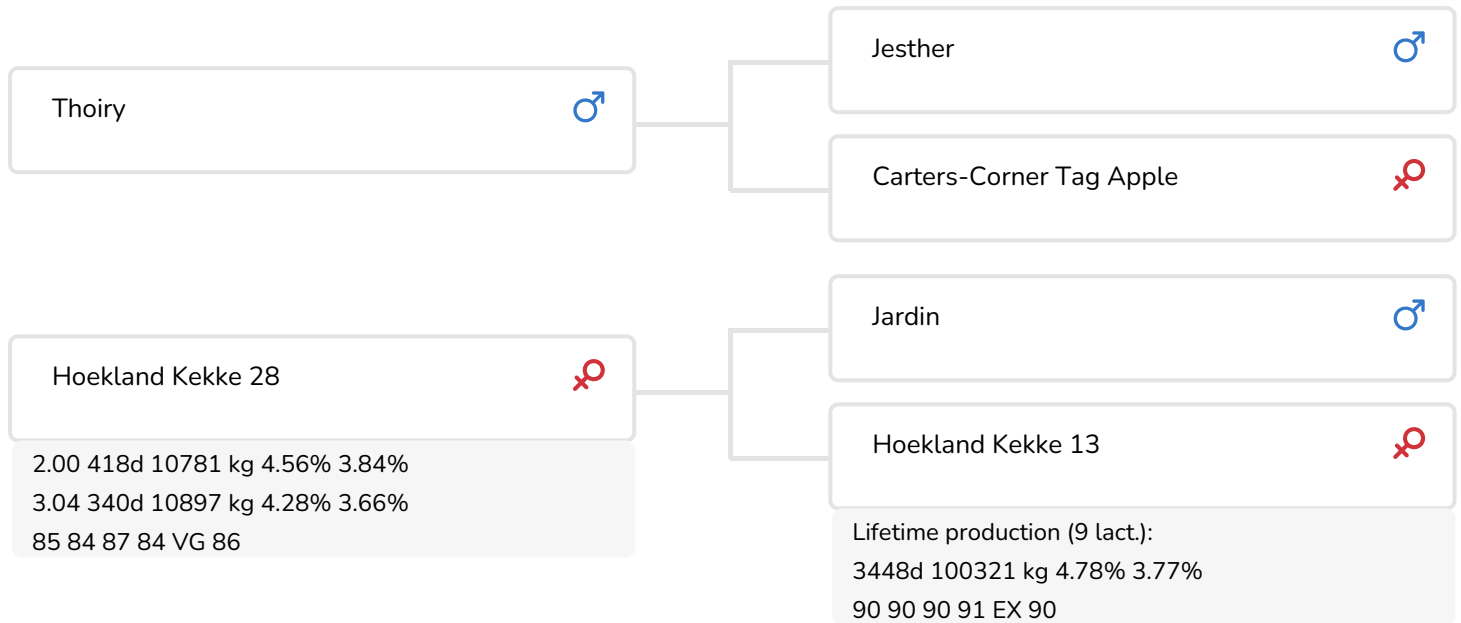 Thoiry
Jesther
Carters-Corner Tag Apple
Hoekland Kekke 28
2.00 418d 10781 kg 4.56% 3.84%
3.04 340d 10897 kg 4.28% 3.66%
85 84 87 84 VG 86
Jardin
Hoekland Kekke 13
Lifetime production (9 lact.):
3448d 100321 kg 4.78% 3.77%
90 90 90 91 EX 90